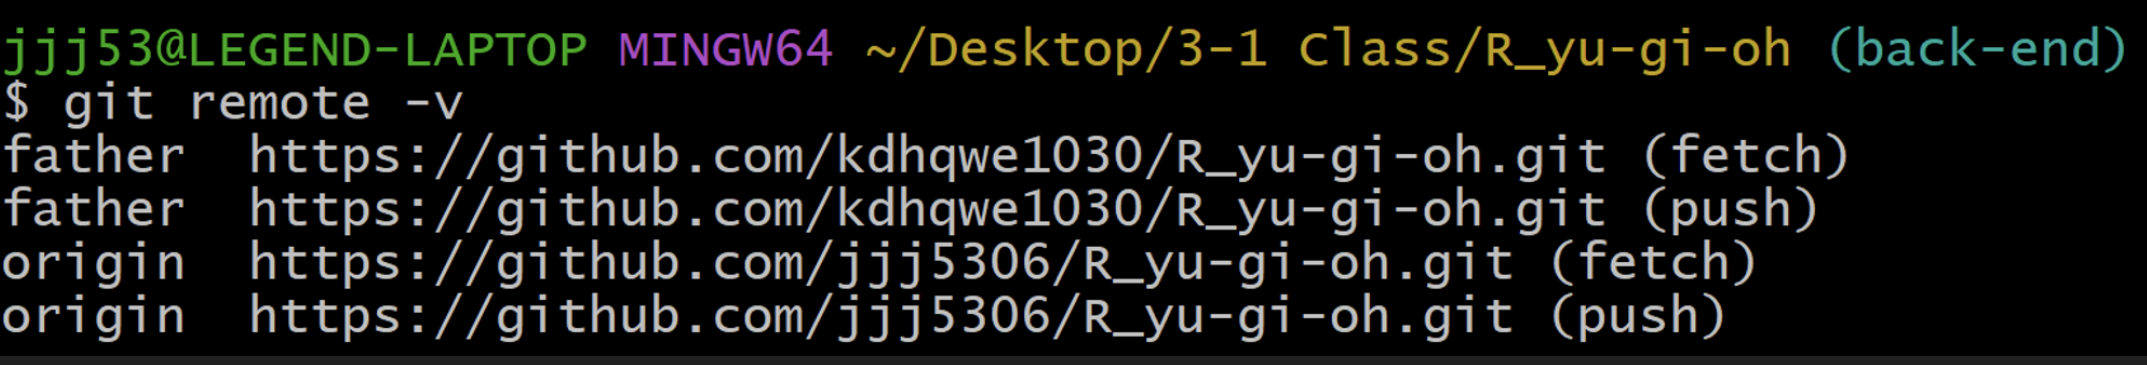 jjj53@LEGEND-LAPTOP MINGW64 ~/Desktop/3-1 Class/R_yu-gi-oh (back-end)
$ git remote -v
father  https://github.com/kdhqwe1030/R_yu-gi-oh.git (fetch)
father  https://github.com/kdhqwe1030/R_yu-gi-oh.git (push)
origin  https://github.com/jjj5306/R_yu-gi-oh.git (fetch)
origin  https://github.com/jjj5306/R_yu-gi-oh.git (push)